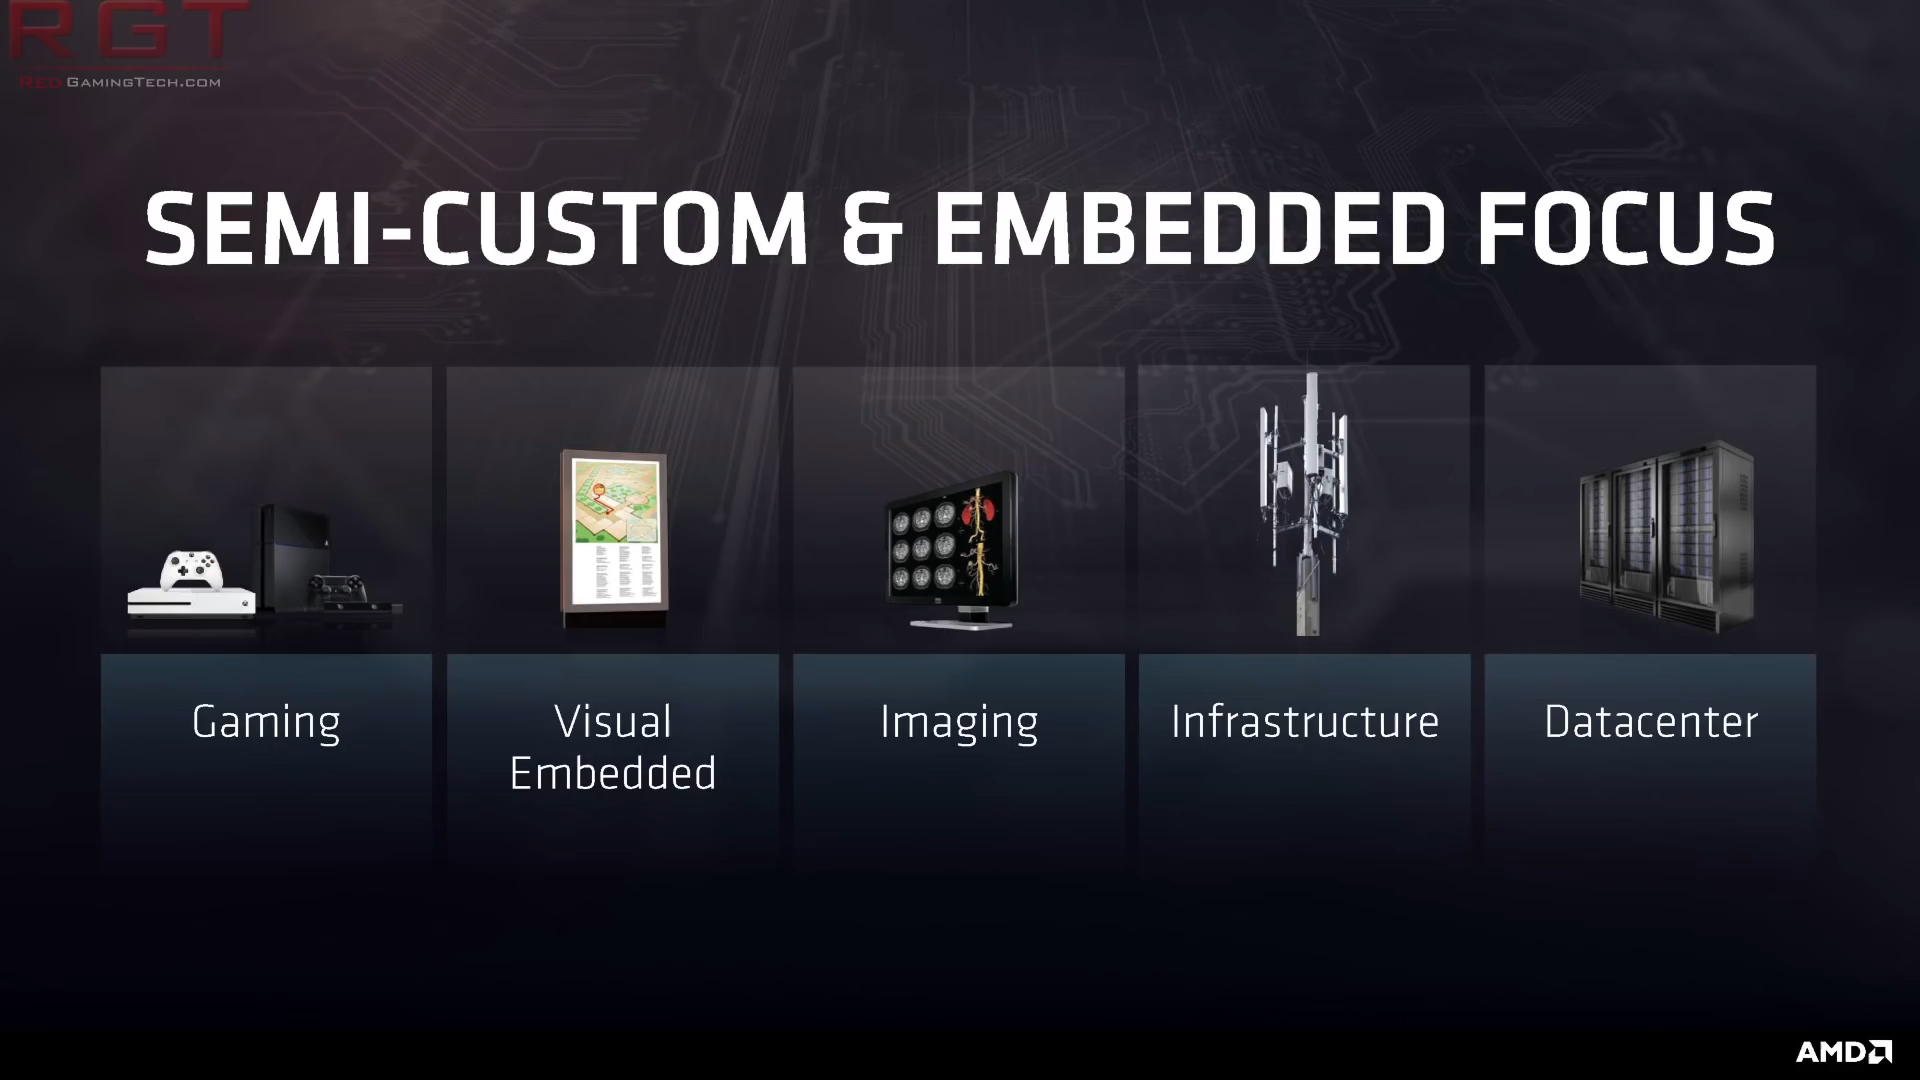 RGT
REDGAMINGTECH.COM
SEMI-CUSTOM & EMBEDDED FOCUS
Gaming
Visual
Embedded
Imaging
Infrastructure
Datacenter
AMD